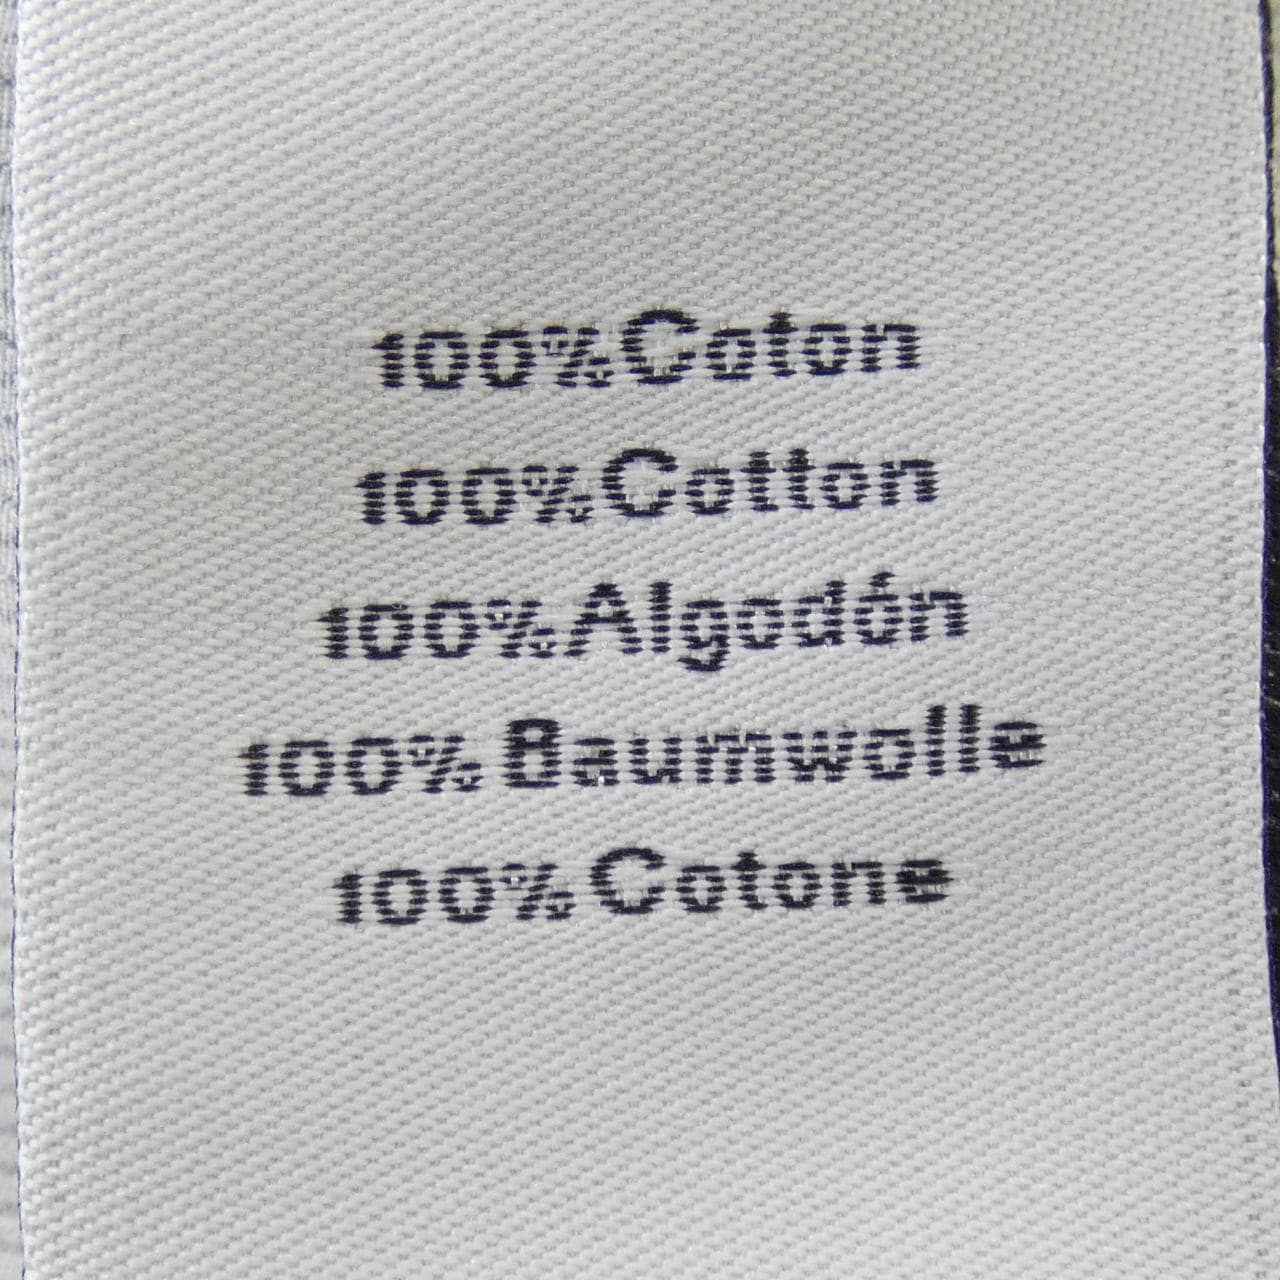 100% Coton
100% Cotton
100% Algodón
100% Baumwolle
100% Cotone